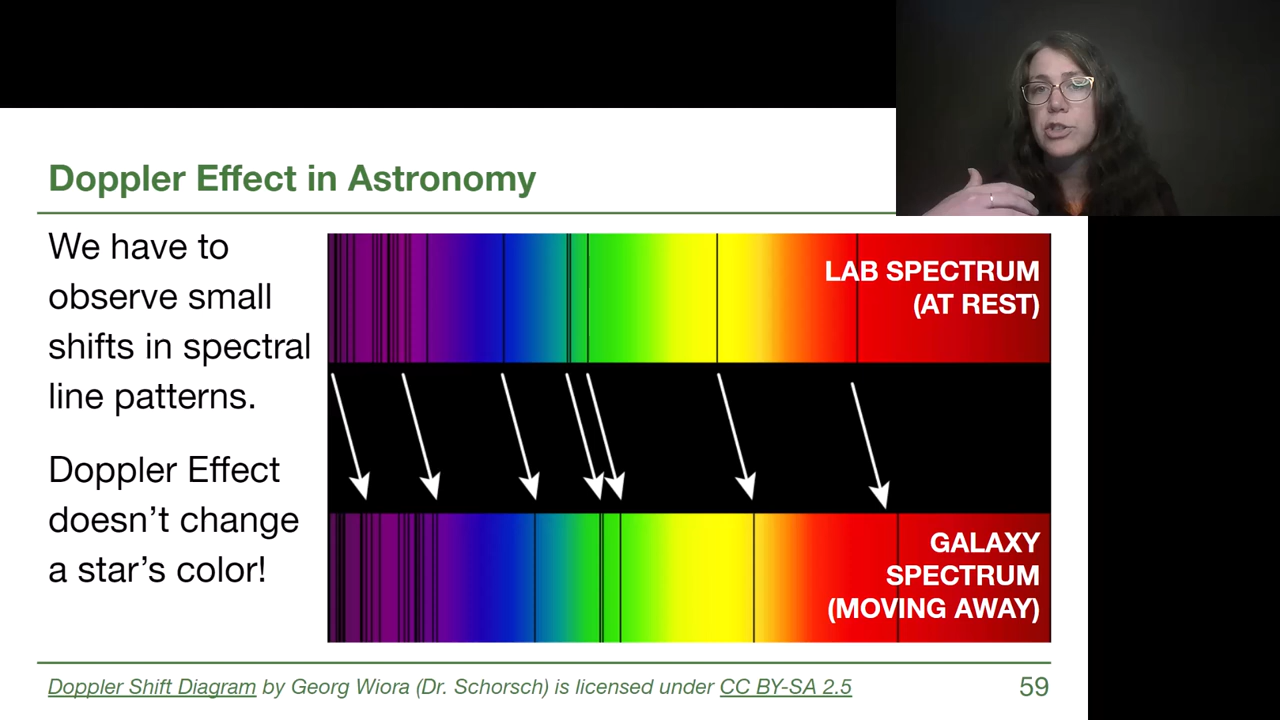 Doppler Effect in Astronomy
We have to
observe small
shifts in spectral
line patterns.
Doppler Effect
doesn’t change
a star’s color!
LAB SPECTRUM
(AT REST)
GALAXY
SPECTRUM
(MOVING AWAY)
Doppler Shift Diagram by Georg Wiora (Dr. Schorsch) is licensed under CC BY-SA 2.5
59